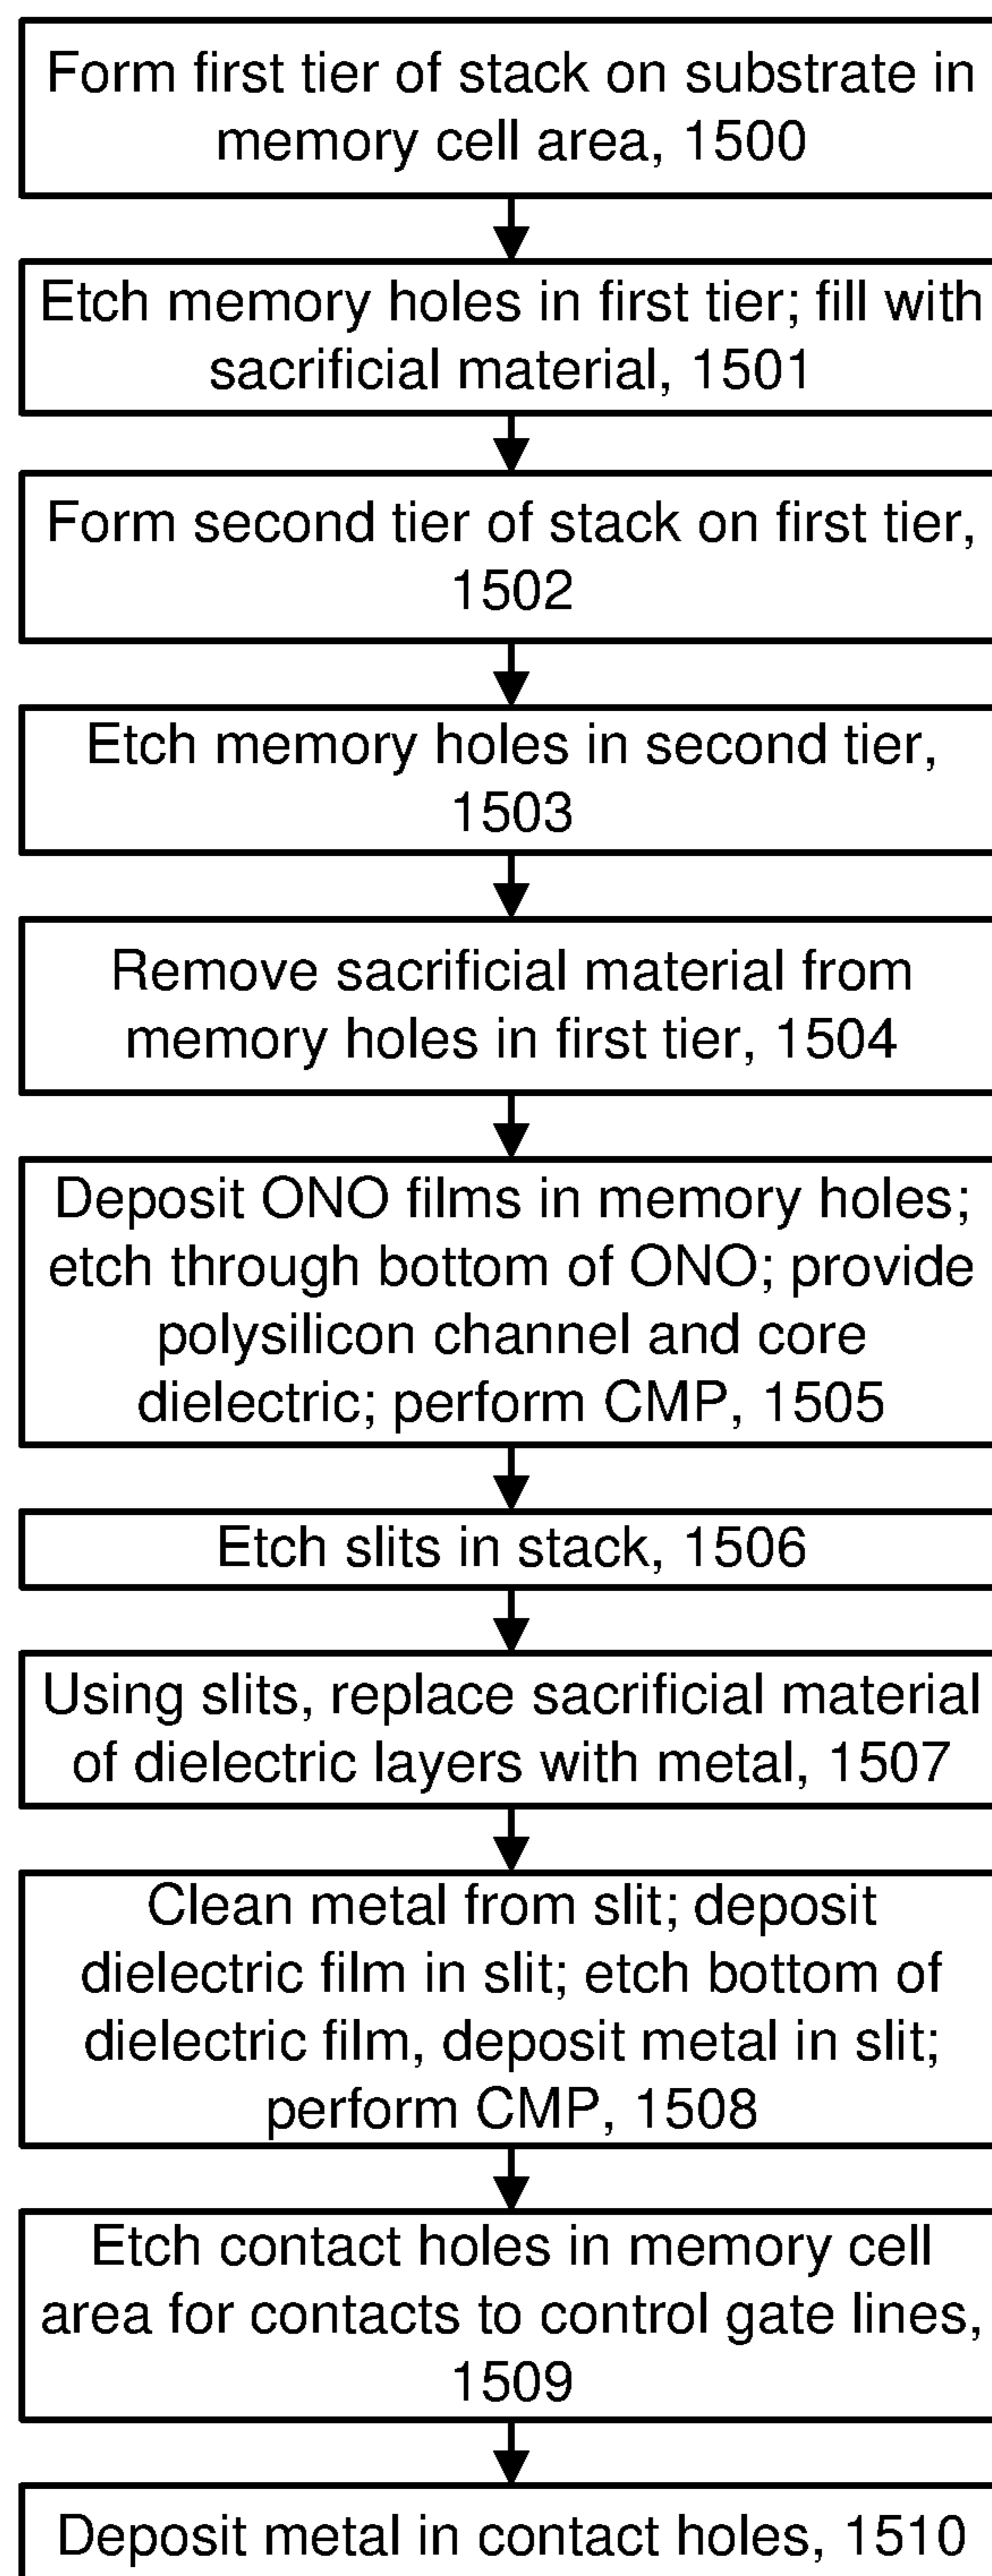 Form first tier of stack on substrate in
memory cell area, 1500
Etch memory holes in first tier; fill with
sacrificial material, 1501
Form second tier of stack on first tier,
1502
Etch memory holes in second tier,
1503
Remove sacrificial material from
memory holes in first tier, 1504
Deposit ONO films in memory holes;
etch through bottom of ONO; provide
polysilicon channel and core
dielectric; perform CMP, 1505
Etch slits in stack, 1506
Using slits, replace sacrificial material
of dielectric layers with metal, 1507
Clean metal from slit; deposit
dielectric film in slit; etch bottom of
dielectric film, deposit metal in slit;
perform CMP, 1508
Etch contact holes in memory cell
area for contacts to control gate lines,
1509
Deposit metal in contact holes, 1510